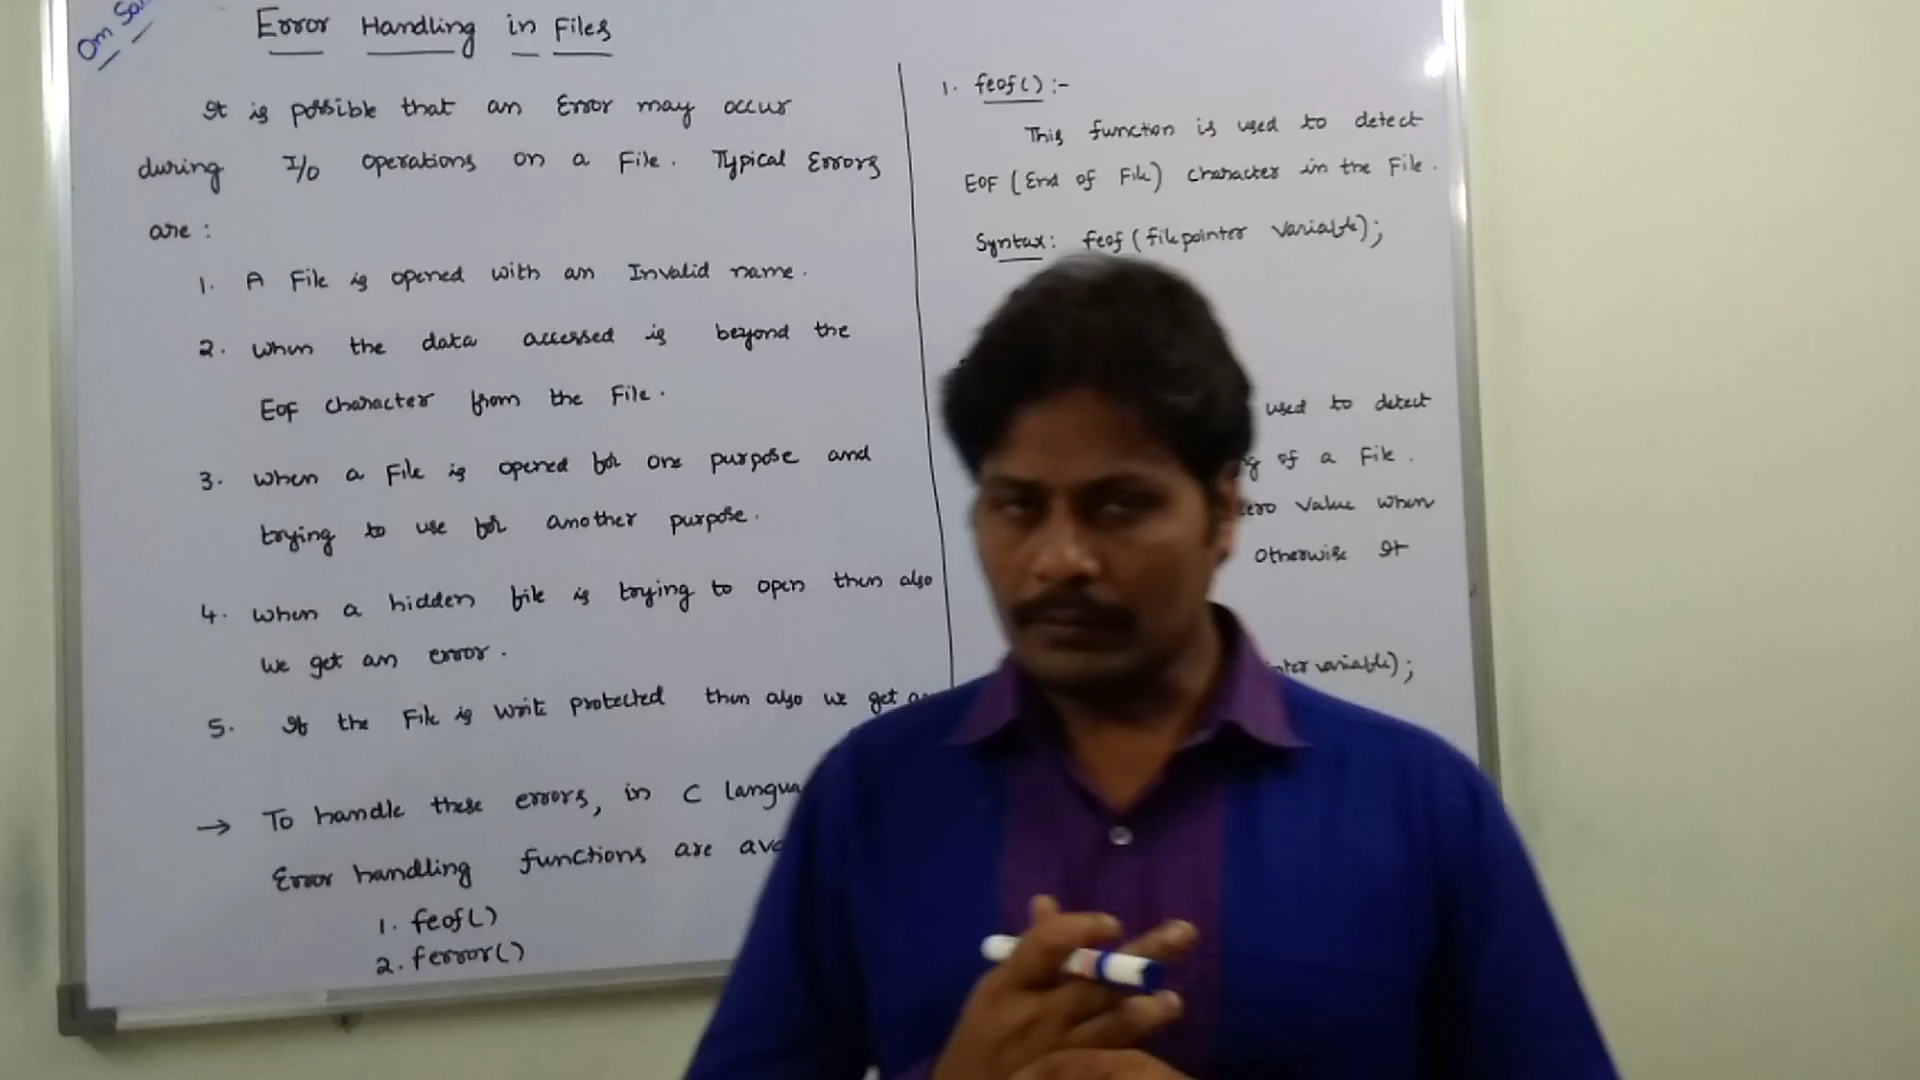 Om Sai
Error Handling in Files
It is possible that an Error may occur
during I/O operations on a File. Typical Errors
are :
1. A File is opened with an Invalid name.
2. When the data accessed is beyond the
EOF character from the File.
3. When a File is opened for one purpose and
trying to use for another purpose.
4. When a hidden file is trying to open then also
we get an error.
5. If the File is write protected then also we get
→ To handle these errors, in C
Error handling functions are
1. feof()
2. ferror()
1. feof() :-
This function is used to detect
EOF (End of File) character in the File.
Syntax: feof (filepointer variable);
used to detect
of a File.
zero value when
otherwise It
variable);